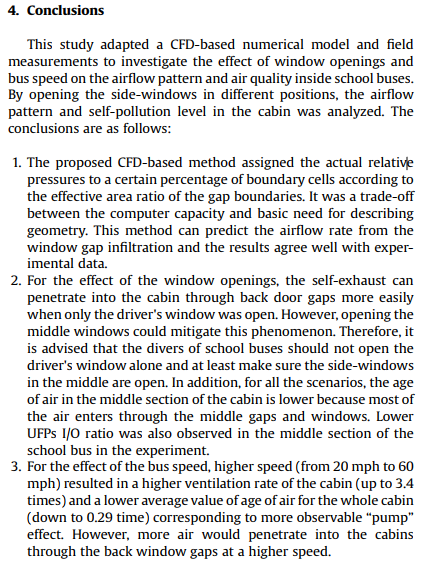 4. Conclusions
This study adapted a CFD-based numerical model and field
measurements to investigate the effect of window openings and
bus speed on the airflow pattern and air quality inside school buses.
By opening the side-windows in different positions, the airflow
pattern and self-pollution level in the cabin was analyzed. The
conclusions are as follows:
1. The proposed CFD-based method assigned the actual relative
pressures to a certain percentage of boundary cells according to
the effective area ratio of the gap boundaries. It was a trade-off
between the computer capacity and basic need for describing
geometry. This method can predict the airflow rate from the
window gap infiltration and the results agree well with exper-
imental data.
2. For the effect of the window openings, the self-exhaust can
penetrate into the cabin through back door gaps more easily
when only the driver's window was open. However, opening the
middle windows could mitigate this phenomenon. Therefore, it
is advised that the divers of school buses should not open the
driver's window alone and at least make sure the side-windows
in the middle are open. In addition, for all the scenarios, the age
of air in the middle section of the cabin is lower because most of
the air enters through the middle gaps and windows. Lower
UFPs I/O ratio was also observed in the middle section of the
school bus in the experiment.
3. For the effect of the bus speed, higher speed (from 20 mph to 60
mph) resulted in a higher ventilation rate of the cabin (up to 3.4
times) and a lower average value of age of air for the whole cabin
(down to 0.29 time) corresponding to more observable “pump”
effect. However, more air would penetrate into the cabins
through the back window gaps at a higher speed.